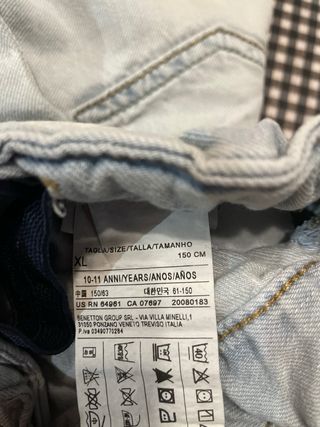 TAGLIA/SIZE/TALLA/TAMANHO
XL 150 CM
10-11 ANNI/YEARS/ANOS/AÑOS
中国 150/63 대한민국 61-150
US RN 64961 CA 07697 20080183
BENETTON GROUP SRL - VIA VILLA MINELLI,1
31050 PONZANO VENETO TREVISO ITALIA
P.Iva 03490770264